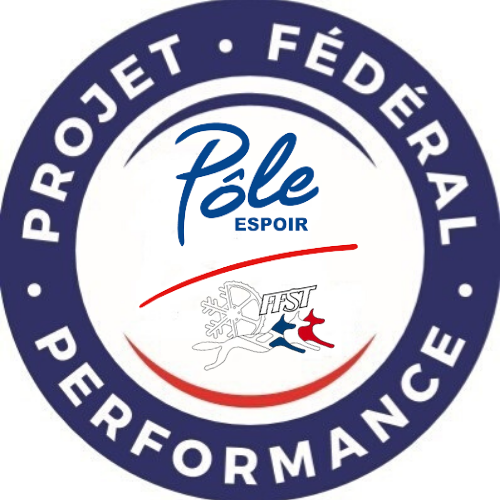 PROJET • FÉDÉRAL
Pôle
ESPOIR
FFST
• PERFORMANCE •